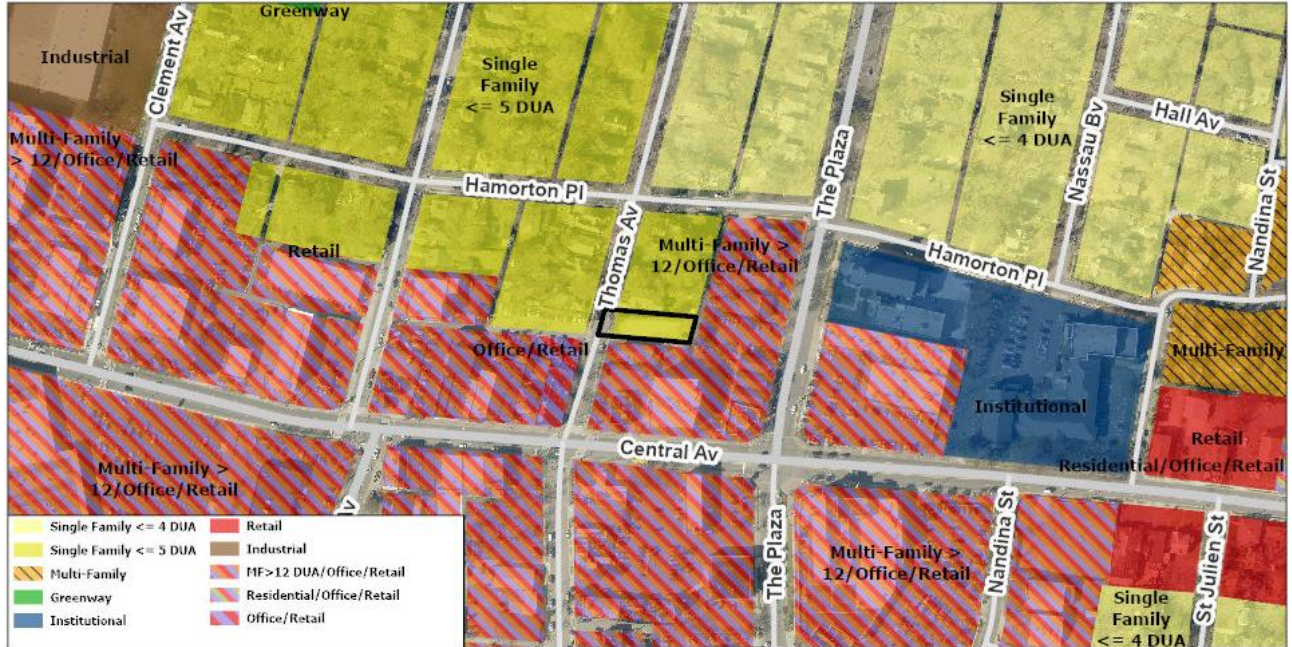 Greenway
Industrial
Clement Av
Single
Family
<= 5 DUA
The Plaza
Single
Family
<= 4 DUA
Nassau Bv
Hall Av
Nandina St
Multi-Family
> 12/Office/Retail
Hamorton Pl
Thomas Av
Retail
Multi-Family >
12/Office/Retail
Hamorton Pl
Office/Retail
Multi-Family
Institutional
Retail
Residential/Office/Retail
Central Av
Multi-Family >
12/Office/Retail
The Plaza
Multi-Family >
12/Office/Retail
Nandina St
St Julien St
Single
Family
<= 4 DUA
Single Family <= 4 DUA
Single Family <= 5 DUA
Multi-Family
Greenway
Institutional
Retail
Industrial
MF>12 DUA/Office/Retail
Residential/Office/Retail
Office/Retail